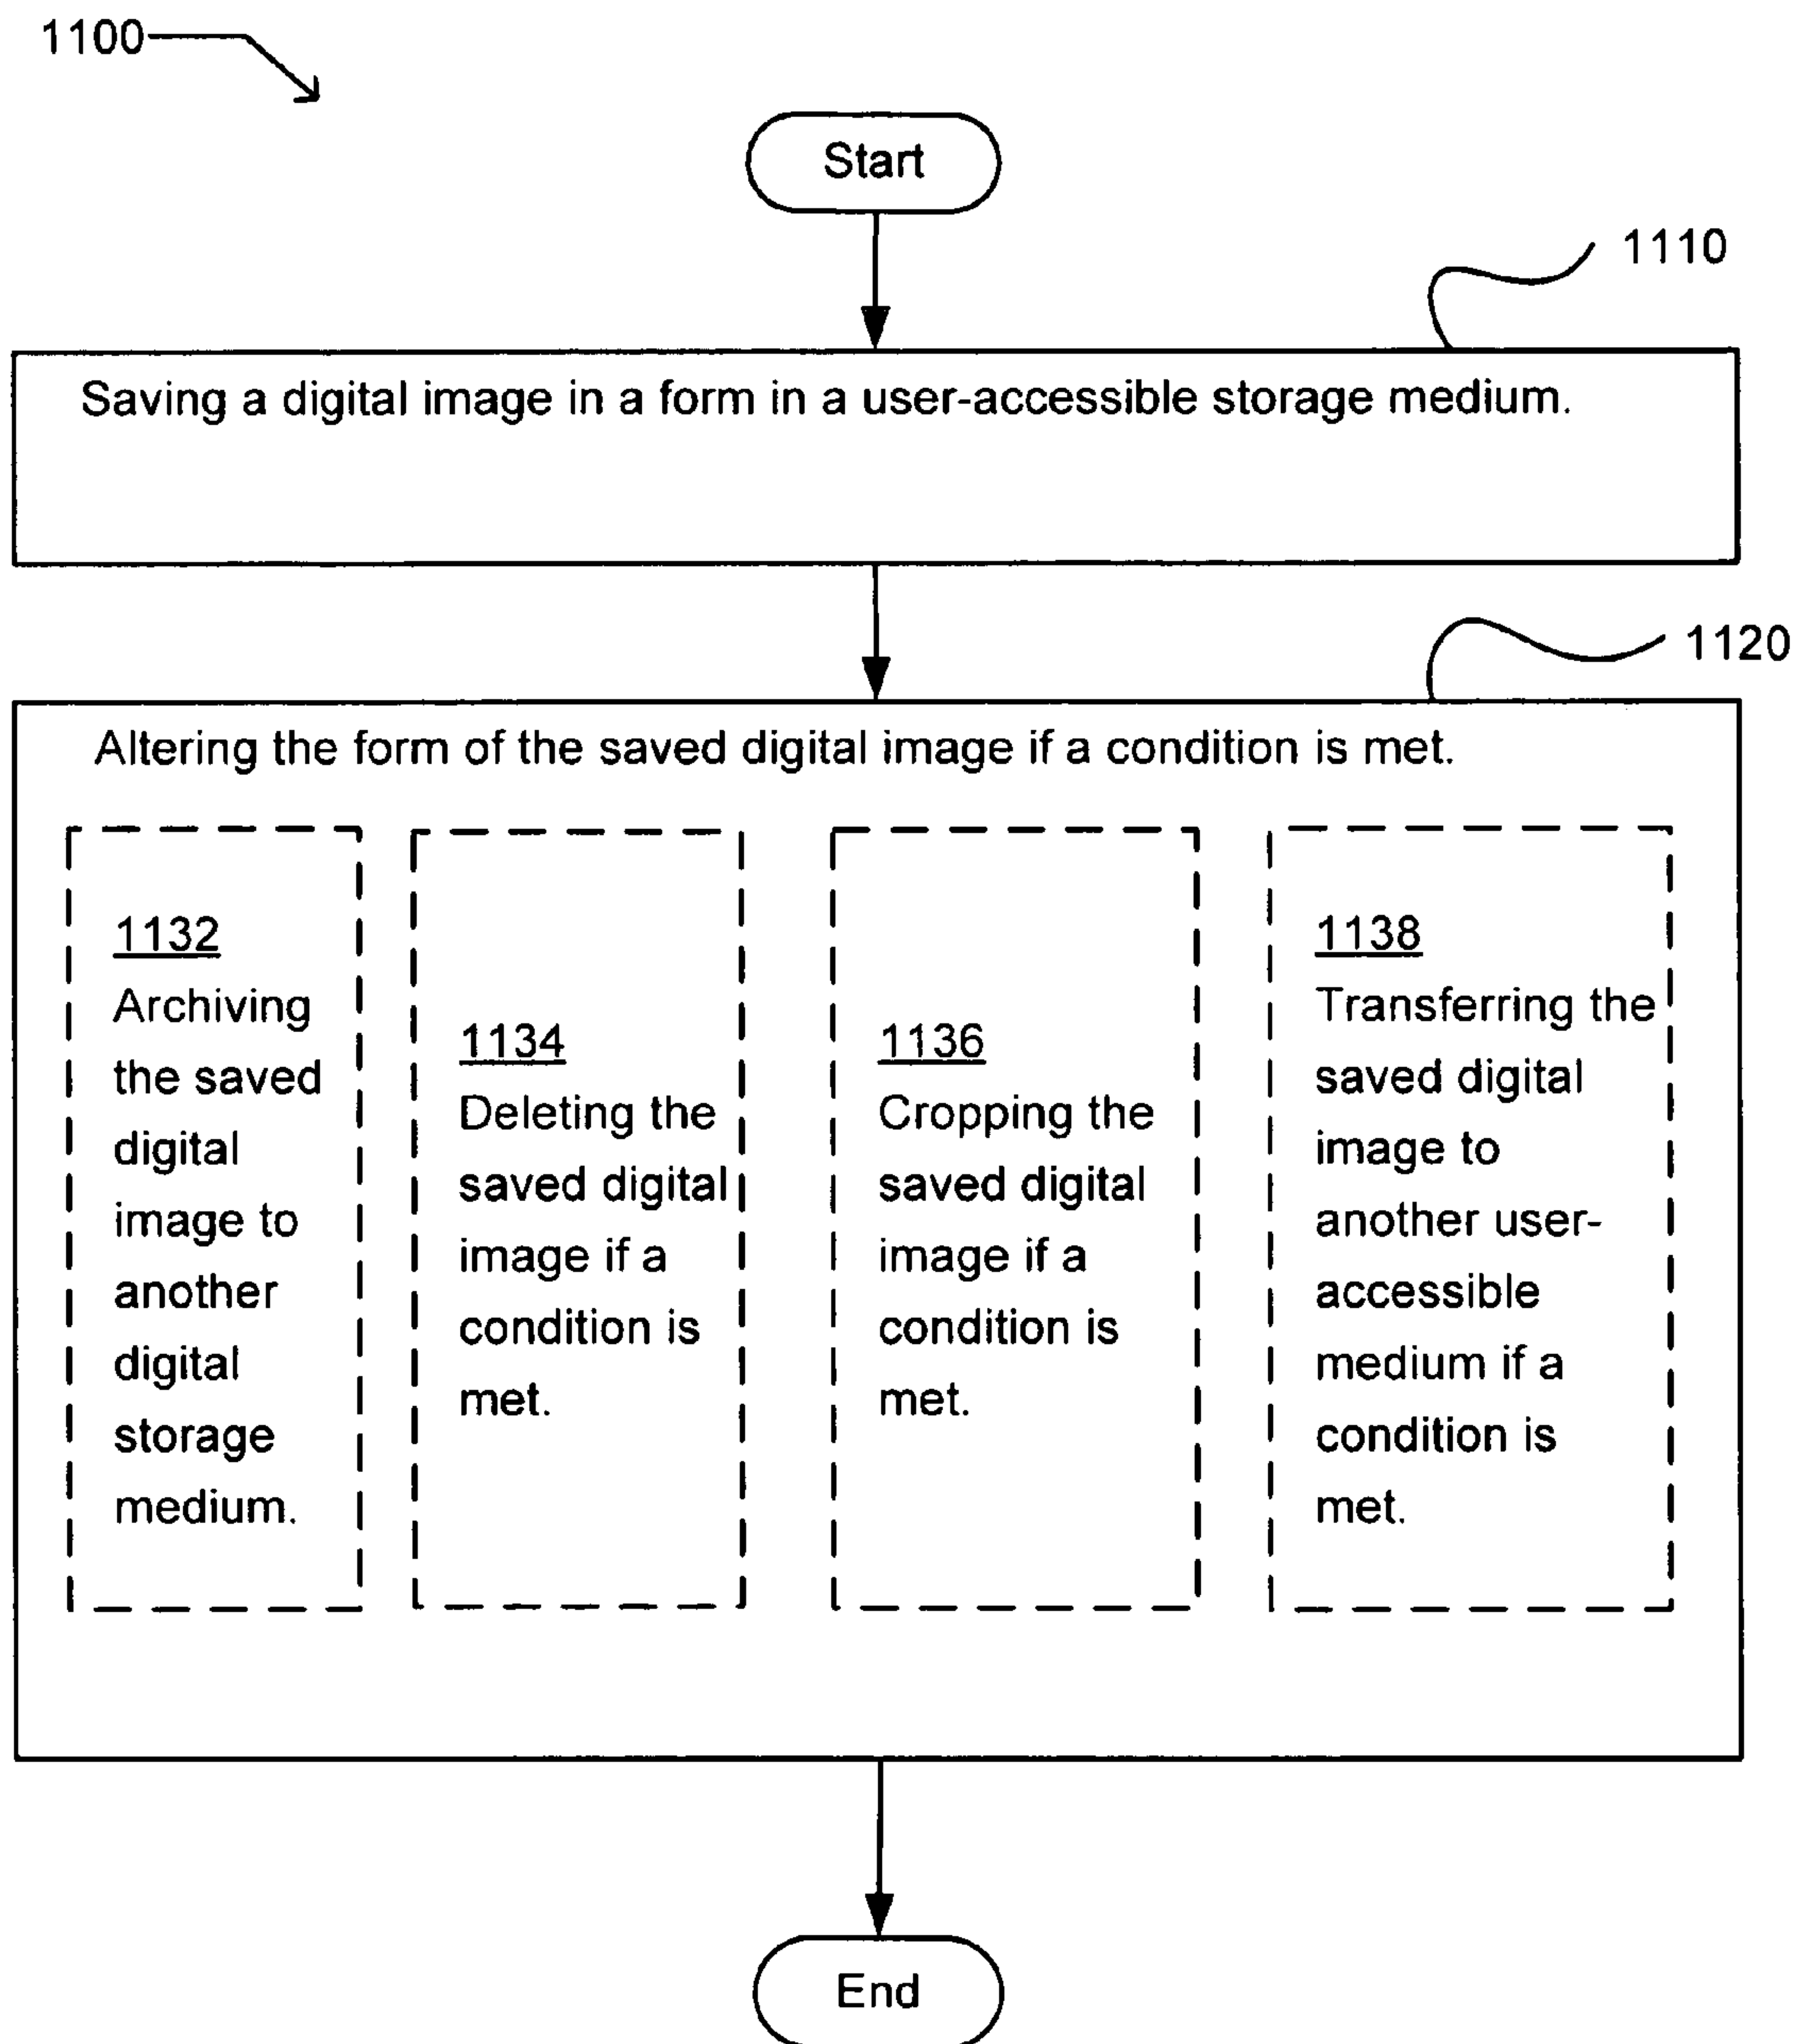 1100
Start
1110
Saving a digital image in a form in a user-accessible storage medium.
1120
Altering the form of the saved digital image if a condition is met.
1132
Archiving
the saved
digital
image to
another
digital
storage
medium.
1134
Deleting the
saved digital
image if a
condition is
met.
1136
Cropping the
saved digital
image if a
condition is
met.
1138
Transferring the
saved digital
image to
another user-
accessible
medium if a
condition is
met.
End